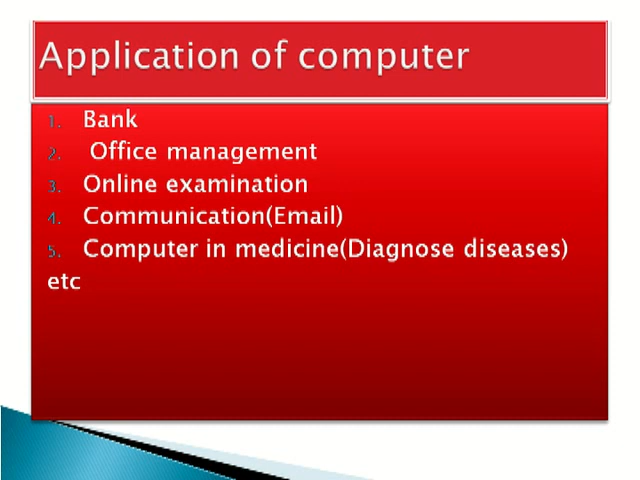 Application of computer
1. Bank
2. Office management
3. Online examination
4. Communication(Email)
5. Computer in medicine(Diagnose diseases)
etc